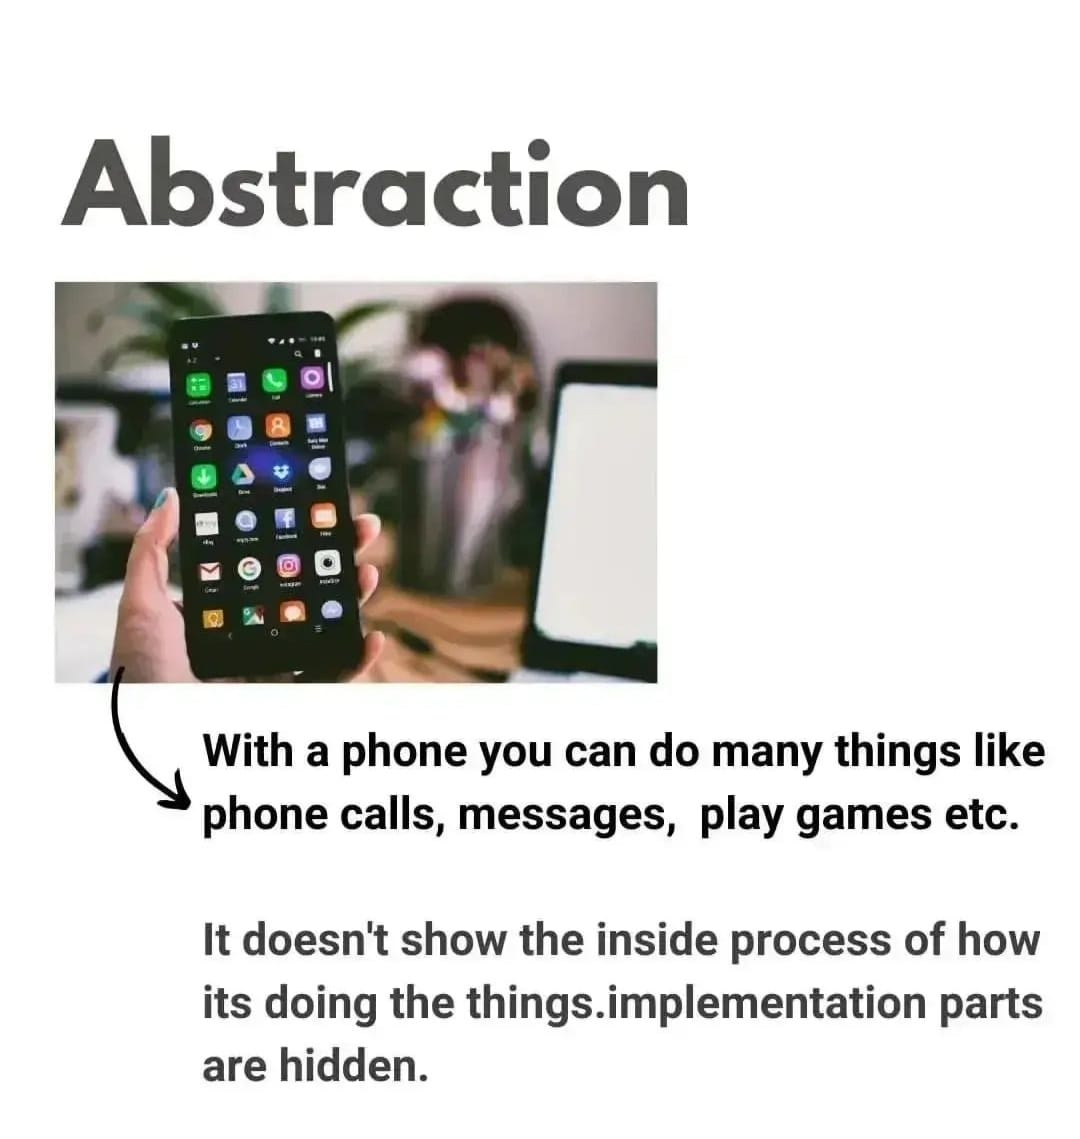 Abstraction
With a phone you can do many things like
phone calls, messages, play games etc.
It doesn't show the inside process of how
its doing the things.implementation parts
are hidden.